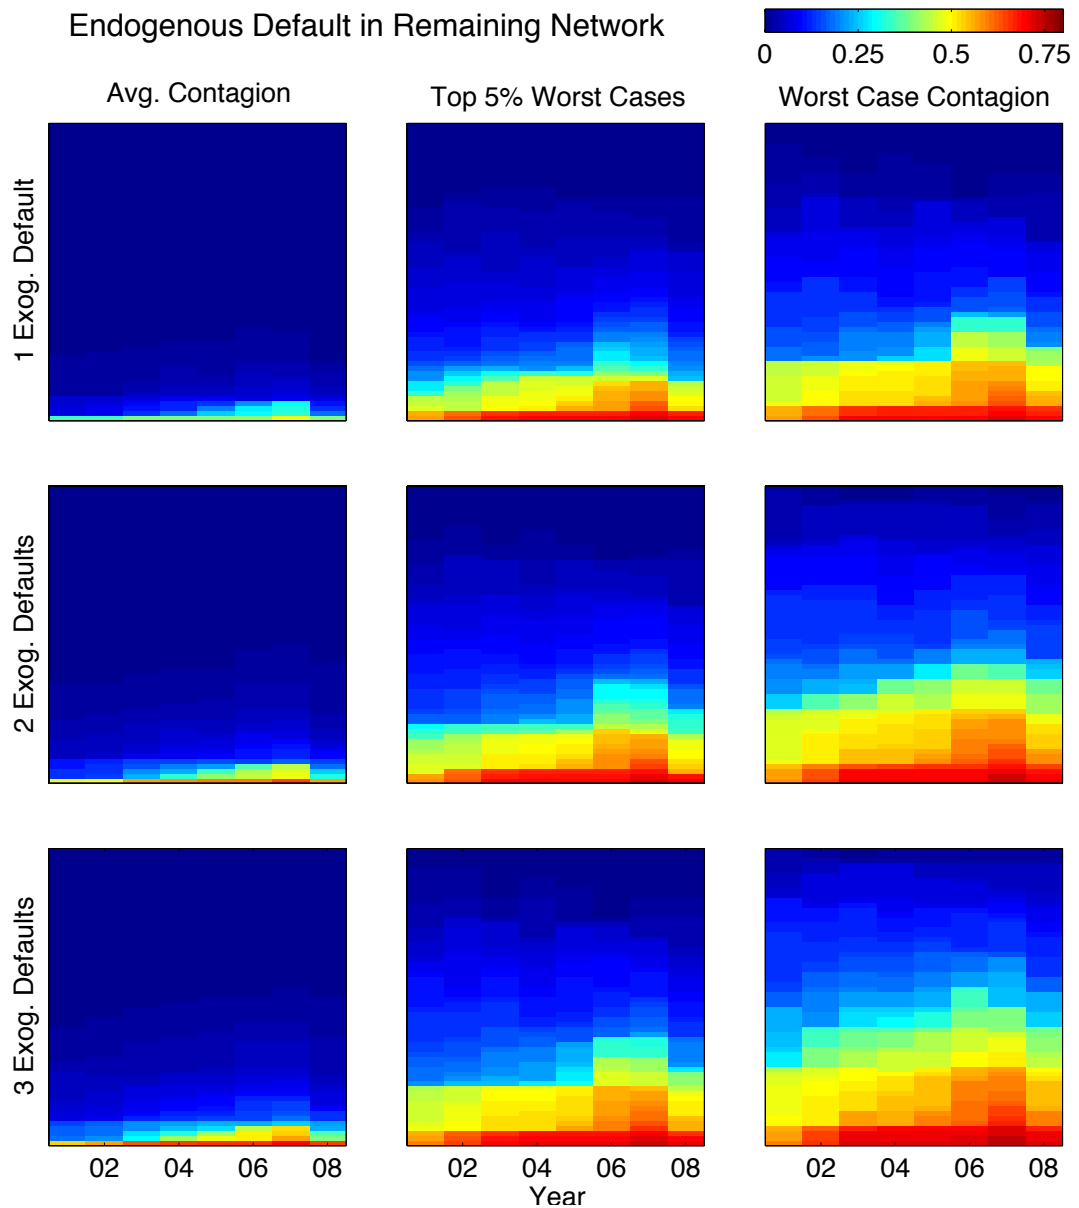 Endogenous Default in Remaining Network
0 0.25 0.5 0.75
Avg. Contagion
Top 5% Worst Cases
Worst Case Contagion
1 Exog. Default
2 Exog. Defaults
3 Exog. Defaults
02 04 06 08
02 04 06 08
02 04 06 08
Year